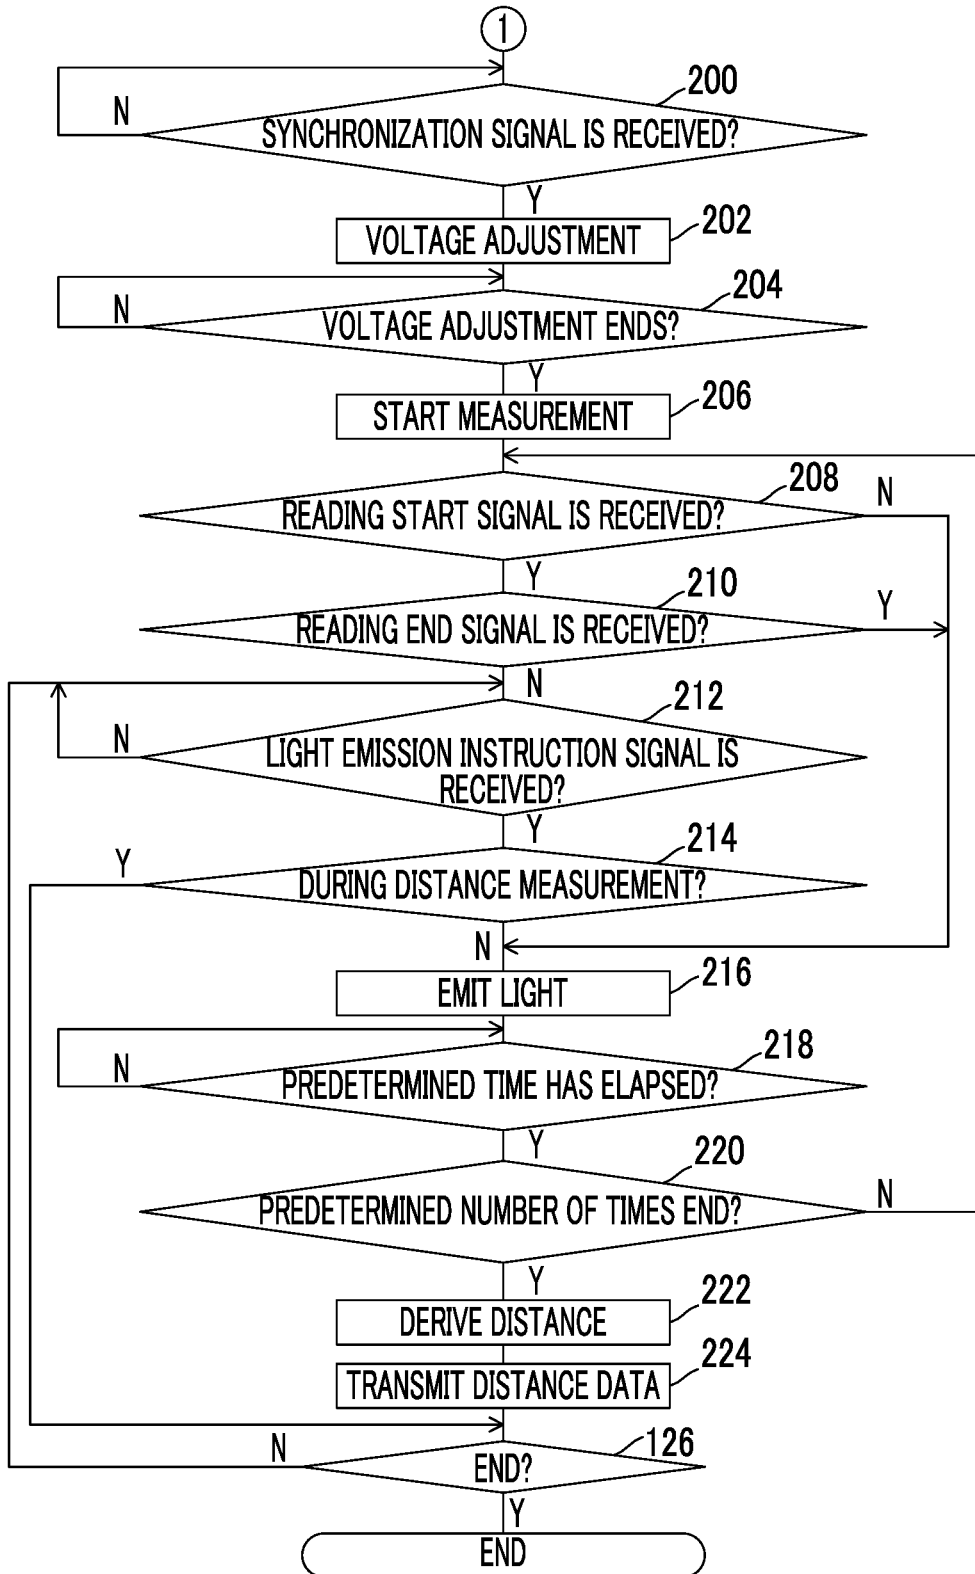 1
200
N
SYNCHRONIZATION SIGNAL IS RECEIVED?
Y
202
VOLTAGE ADJUSTMENT
204
N
VOLTAGE ADJUSTMENT ENDS?
Y
206
START MEASUREMENT
208
N
READING START SIGNAL IS RECEIVED?
Y
210
Y
READING END SIGNAL IS RECEIVED?
N
212
N
LIGHT EMISSION INSTRUCTION SIGNAL IS
RECEIVED?
Y
214
Y
DURING DISTANCE MEASUREMENT?
N
216
EMIT LIGHT
218
N
PREDETERMINED TIME HAS ELAPSED?
Y
220
N
PREDETERMINED NUMBER OF TIMES END?
Y
222
DERIVE DISTANCE
224
TRANSMIT DISTANCE DATA
126
N
END?
Y
END